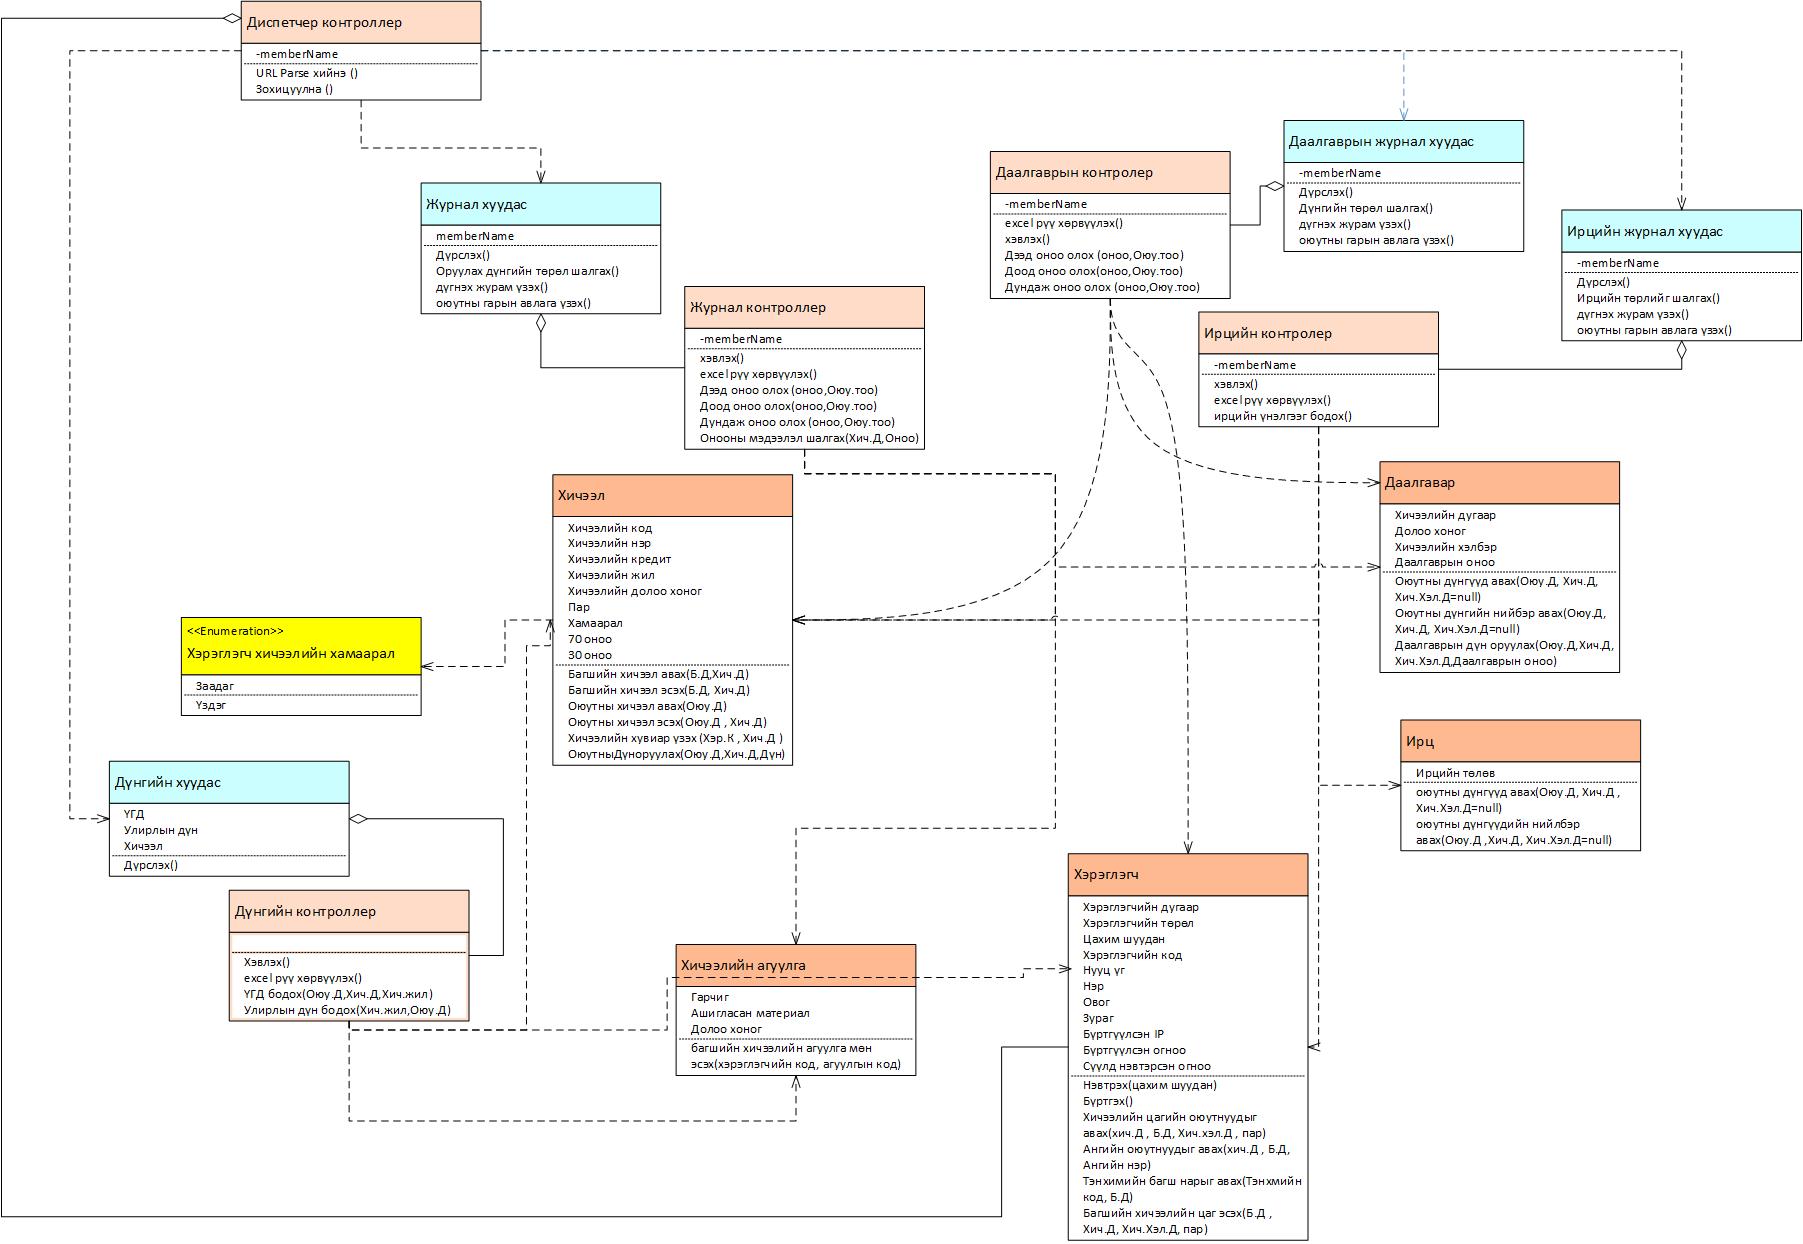 Диспетчер контроллер
-memberName
URL Parse хийнэ ()
Зохицуулна ()
Журнал хуудас
memberName
Дүрслэх()
Оруулах дүнгийн төрөл шалгах()
дүгнэх журам үзэх()
оюутны гарын авлага үзэх()
Журнал контроллер
-memberName
хэвлэх()
excel рүү хөрвүүлэх()
Дээд оноо олох (оноо,Оюу.тоо)
Доод оноо олох(оноо,Оюу.тоо)
Дундаж оноо олох (оноо,Оюу.тоо)
Онооны мэдээлэл шалгах(Хич.Д,Оноо)
Даалгаврын контролер
-memberName
excel рүү хөрвүүлэх()
хэвлэх()
Дээд оноо олох (оноо,Оюу.тоо)
Доод оноо олох(оноо,Оюу.тоо)
Дундаж оноо олох (оноо,Оюу.тоо)
Даалгаврын журнал хуудас
-memberName
Дүрслэх()
Дүнгийн төрөл шалгах()
дүгнэх журам үзэх()
оюутны гарын авлага үзэх()
Ирцийн журнал хуудас
-memberName
Дүрслэх()
Ирцийн төрлийг шалгах()
дүгнэх журам үзэх()
оюутны гарын авлага үзэх()
Ирцийн контролер
-memberName
хэвлэх()
excel рүү хөрвүүлэх()
ирцийн үнэлгээг бодох()
Хичээл
Хичээлийн код
Хичээлийн нэр
Хичээлийн кредит
Хичээлийн жил
Хичээлийн долоо хоног
Пар
Хамаарал
70 оноо
30 оноо
Багшийн хичээл авах(Б.Д,Хич.Д)
Багшийн хичээл эсэх(Б.Д, Хич.Д)
Оюутны хичээл авах(Оюу.Д)
Оюутны хичээл эсэх(Оюу.Д , Хич.Д)
Хичээлийн хувиар үзэх (Хэр.К , Хич.Д )
ОюутныДүноруулах(Оюу.Д,Хич.Д,Дүн)
Даалгавар
Хичээлийн дугаар
Долоо хоног
Хичээлийн хэлбэр
Даалгаврын оноо
Оюутны дүнгүүд авах(Оюу.Д, Хич.Д,
Хич.Хэл.Д=null)
Оюутны дүнгийн нийбэр авах(Оюу.Д,
Хич.Д, Хич.Хэл.Д=null)
Даалгаврын дүн оруулах(Оюу.Д,Хич.Д,
Хич.Хэл.Д,Даалгаврын оноо)
<<Enumeration>>
Хэрэглэгч хичээлийн хамаарал
Заадаг
Үздэг
Ирц
Ирцийн төлөв
оюутны дүнгүүд авах(Оюу.Д, Хич.Д ,
Хич.Хэл.Д=null)
оюутны дүнгүүдийн нийлбэр
авах(Оюу.Д ,Хич.Д, Хич.Хэл.Д=null)
Дүнгийн хуудас
ҮГД
Улирлын дүн
Хичээл
Дүрслэх()
Дүнгийн контроллер
Хэвлэх()
excel рүү хөрвүүлэх()
ҮГД бодох(Оюу.Д,Хич.Д,Хич.жил)
Улирлын дүн бодох(Хич.жил,Оюу.Д)
Хичээлийн агуулга
Гарчиг
Ашигласан материал
Долоо хоног
багшийн хичээлийн агуулга мөн
эсэх(хэрэглэгчийн код, агуулгын код)
Хэрэглэгч
Хэрэглэгчийн дугаар
Хэрэглэгчийн төрөл
Цахим шуудан
Хэрэглэгчийн код
Нууц үг
Нэр
Овог
Зураг
Бүртгүүлсэн IP
Бүртгүүлсэн огноо
Сүүлд нэвтэрсэн огноо
Нэвтрэх(цахим шуудан)
Бүртгэх()
Хичээлийн цагийн оюутнуудыг
авах(хич.Д , Б.Д, Хич.хэл.Д , пар)
Ангийн оюутнуудыг авах(хич.Д , Б.Д,
Ангийн нэр)
Тэнхимийн багш нарыг авах(Тэнхмийн
код, Б.Д)
Багшийн хичээлийн цаг эсэх(Б.Д ,
Хич.Д, Хич.Хэл.Д, пар)